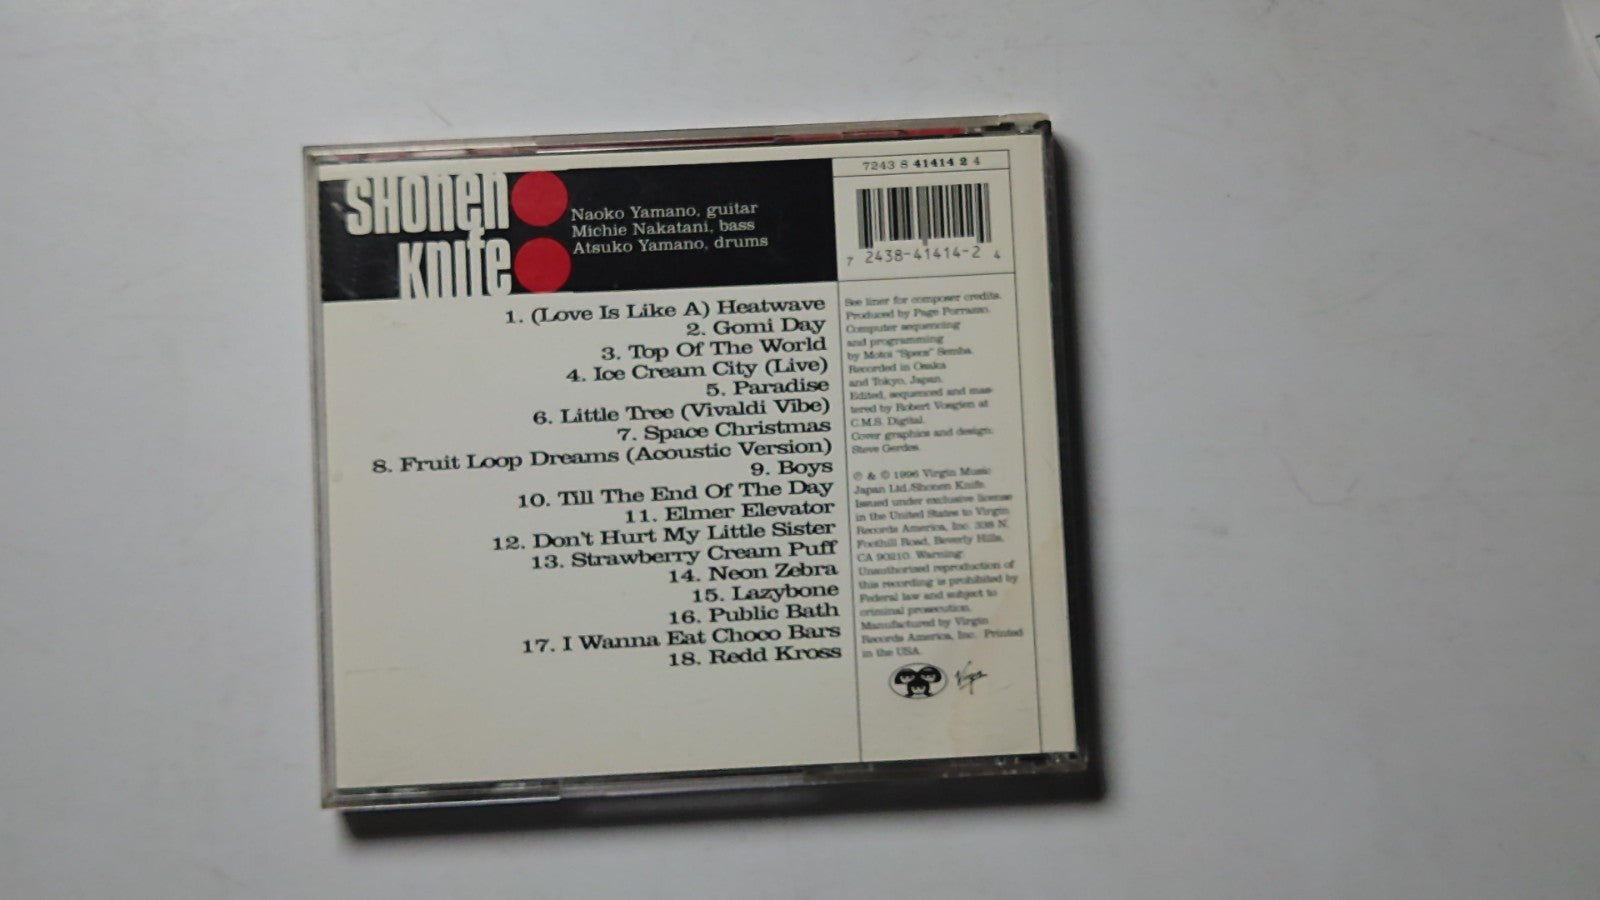 SHONEN
KNIFE
Naoko Yamano, guitar
Michie Nakatani, bass
Atsuko Yamano, drums
7243 8 41414 2 4
7 2438-41414-2 4
1. (Love Is Like A) Heatwave
2. Gomi Day
3. Top Of The World
4. Ice Cream City (Live)
5. Paradise
6. Little Tree (Vivaldi Vibe)
7. Space Christmas
8. Fruit Loop Dreams (Acoustic Version)
9. Boys
10. Till The End Of The Day
11. Elmer Elevator
12. Don't Hurt My Little Sister
13. Strawberry Cream Puff
14. Neon Zebra
15. Lazybone
16. Public Bath
17. I Wanna Eat Choco Bars
18. Redd Kross
See liner for composer credits.
Produced by Page Porrazzo.
Computer sequencing
and programming
by Motoi "Specs" Semba.
Recorded in Osaka
and Tokyo, Japan.
Edited, sequenced and mas-
tered by Robert Vosgien at
C.M.S. Digital.
Cover graphics and design:
Steve Gerdes.
℗ & © 1996 Virgin Music
Japan Ltd./Shonen Knife.
Issued under exclusive license
in the United States to Virgin
Records America, Inc. 338 N.
Foothill Road, Beverly Hills,
CA 90210. Warning:
Unauthorized reproduction of
this recording is prohibited by
Federal law and subject to
criminal prosecution.
Manufactured by Virgin
Records America, Inc. Printed
in the USA.
Virgin